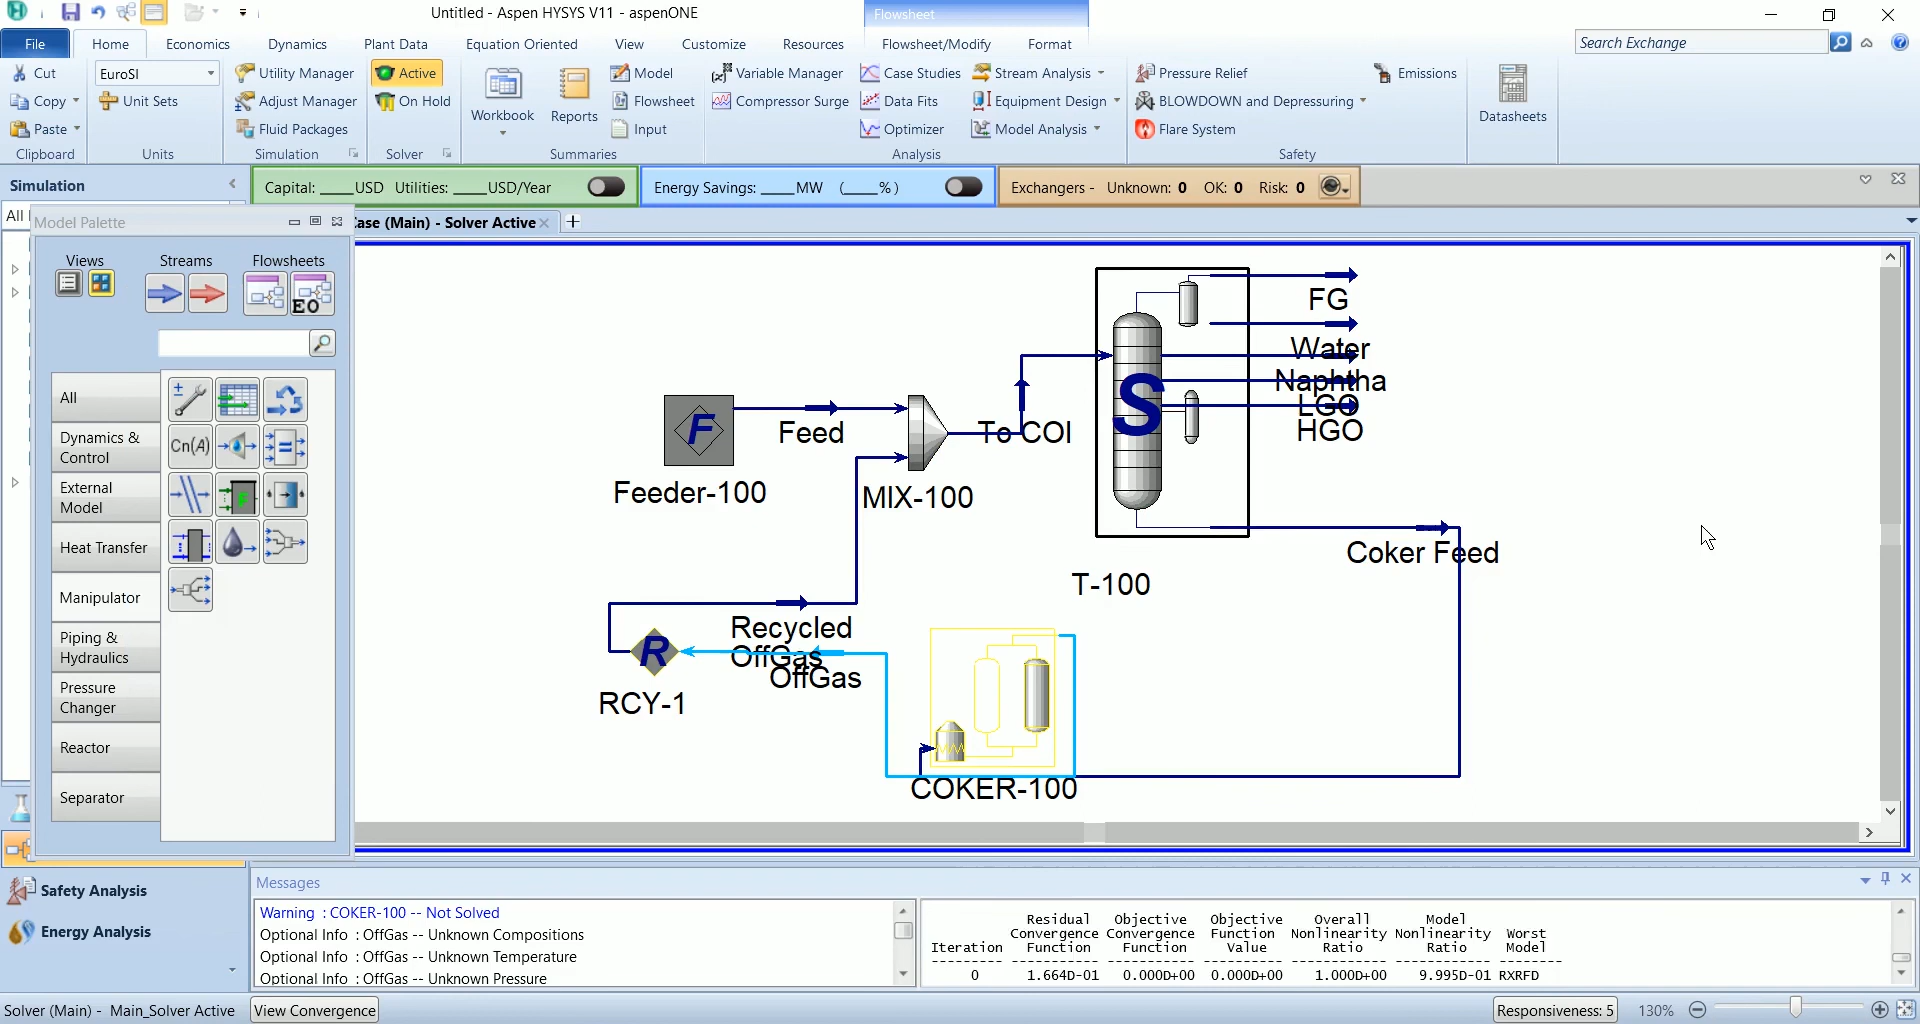 Untitled - Aspen HYSYS V11 - aspenONE
Flowsheet
File Home Economics Dynamics Plant Data Equation Oriented View Customize Resources Flowsheet/Modify Format
Search Exchange
Cut
Copy
Paste
Clipboard
EuroSI
Unit Sets
Units
Utility Manager
Adjust Manager
Fluid Packages
Simulation
Active
On Hold
Solver
Workbook
Reports
Model
Flowsheet
Input
Summaries
Variable Manager
Compressor Surge
Case Studies
Data Fits
Optimizer
Stream Analysis
Equipment Design
Model Analysis
Analysis
Pressure Relief
BLOWDOWN and Depressuring
Flare System
Emissions
Safety
Datasheets
Simulation
Capital: ____USD Utilities: ____USD/Year
Energy Savings: ____MW (____%)
Exchangers - Unknown: 0 OK: 0 Risk: 0
All
Model Palette
Case (Main) - Solver Active
Views Streams Flowsheets
EO
Cn(A)
All
Dynamics &
Control
External
Model
Heat Transfer
Manipulator
Piping &
Hydraulics
Pressure
Changer
Reactor
Separator
FG
Water
Naphtha
LGO
HGO
F
Feed
Feeder-100
MIX-100
To COl
S
T-100
Coker Feed
Recycled
OffGas
OffGas
R
RCY-1
COKER-100
Safety Analysis
Energy Analysis
Messages
Warning : COKER-100 -- Not Solved
Optional Info : OffGas -- Unknown Compositions
Optional Info : OffGas -- Unknown Temperature
Optional Info : OffGas -- Unknown Pressure
Residual Objective Objective Overall Model
Convergence Convergence Function Nonlinearity Nonlinearity Worst
Iteration Function Function Value Ratio Ratio Model
--------- ----------- ----------- --------- ------------ ------------ --------
0 1.664D-01 0.000D+00 0.000D+00 1.000D+00 9.995D-01 RXRFD
Solver (Main) - Main_Solver Active
View Convergence
Responsiveness: 5
130%